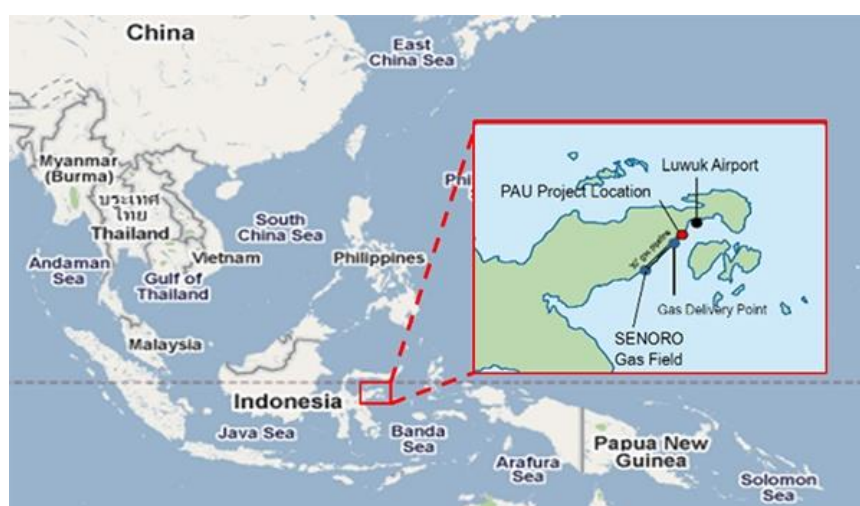 China
East
China Sea
Myanmar
(Burma)
ประเทศ
ไทย
Thailand
Vietnam
South
China Sea
Philippines
Andaman
Sea
Gulf of
Thailand
Malaysia
Indonesia
Java Sea
Banda
Sea
Arafura
Sea
Papua New
Guinea
Solomon
Sea
Phi
Luwuk Airport
PAU Project Location
Gas Delivery Point
SENORO
Gas Field